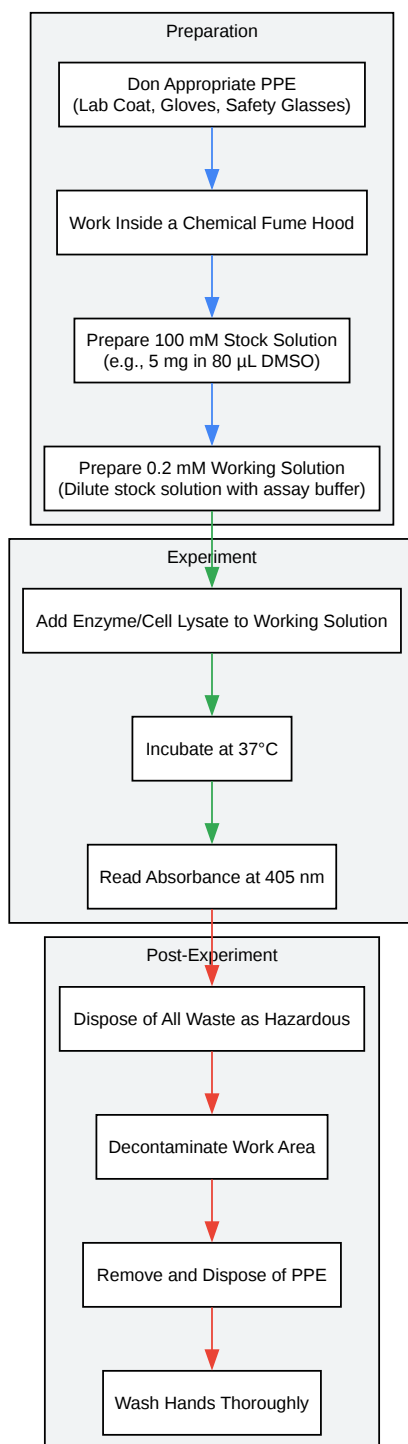 Preparation
Don Appropriate PPE
(Lab Coat, Gloves, Safety Glasses)
Work Inside a Chemical Fume Hood
Prepare 100 mM Stock Solution
(e.g., 5 mg in 80 µL DMSO)
Prepare 0.2 mM Working Solution
(Dilute stock solution with assay buffer)
Experiment
Add Enzyme/Cell Lysate to Working Solution
Incubate at 37°C
Read Absorbance at 405 nm
Post-Experiment
Dispose of All Waste as Hazardous
Decontaminate Work Area
Remove and Dispose of PPE
Wash Hands Thoroughly